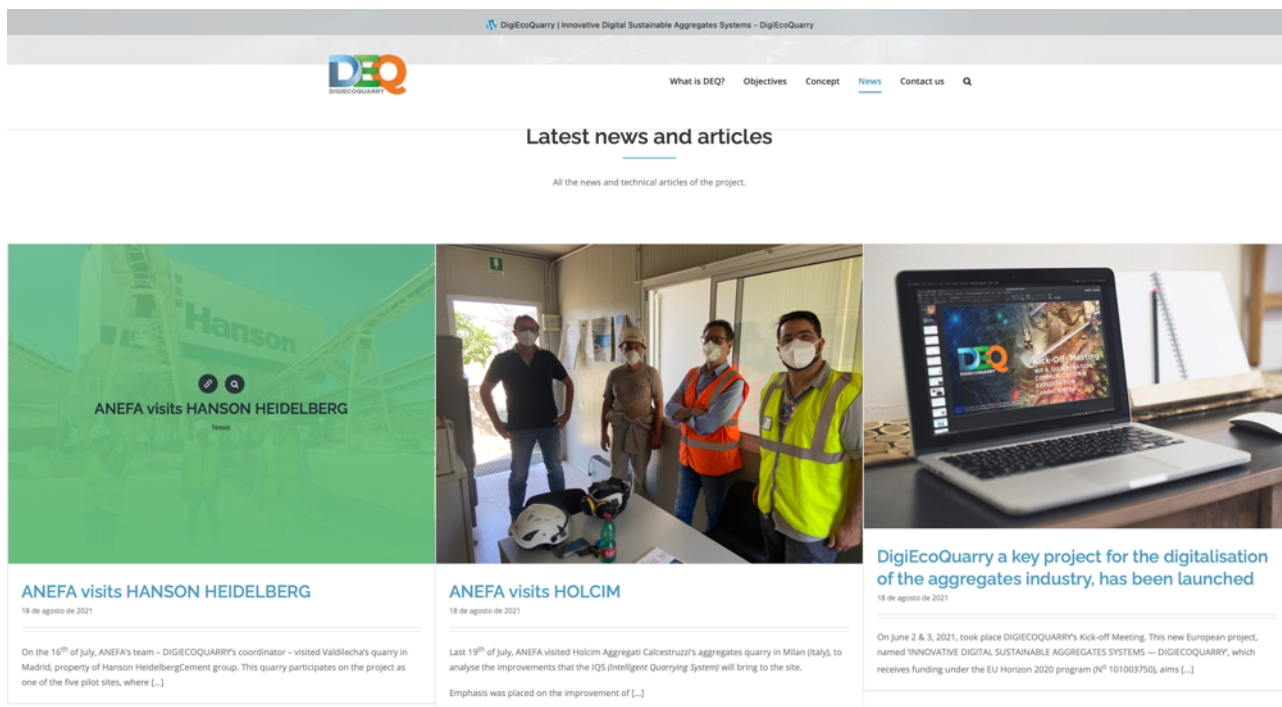 DigiEcoQuarry | Innovative Digital Sustainable Aggregates Systems – DigiEcoQuarry
DEQ
DIGIECOQUARRY
What is DEQ? Objectives Concept News Contact us
Latest news and articles
All the news and technical articles of the project.
Hanson
ANEFA visits HANSON HEIDELBERG
News
DEQ
DIGIECOQUARRY
Kick-Off Meeting
WP 9. DISSEMINATION
COMMUNICATION &
EXPLOITATION
ANEFA visits HANSON HEIDELBERG
18 de agosto de 2021
On the 16th of July, ANEFA's team – DIGIECOQUARRY's coordinator – visited Valdilecha's quarry in
Madrid, property of Hanson HeidelbergCement group. This quarry participates on the project as
one of the five pilot sites, where [...]
ANEFA visits HOLCIM
18 de agosto de 2021
Last 19th of July, ANEFA visited Holcim Aggregati Calcestruzzi's aggregates quarry in Milan (Italy), to
analyse the improvements that the IQS (Intelligent Quarrying System) will bring to the site.
Emphasis was placed on the improvement of [...]
DigiEcoQuarry a key project for the digitalisation
of the aggregates industry, has been launched
18 de agosto de 2021
On June 2 & 3, 2021, took place DIGIECOQUARRY's Kick-off Meeting. This new European project,
named 'INNOVATIVE DIGITAL SUSTAINABLE AGGREGATES SYSTEMS — DIGIECOQUARRY', which
receives funding under the EU Horizon 2020 program (Nº 101003750), aims [...]